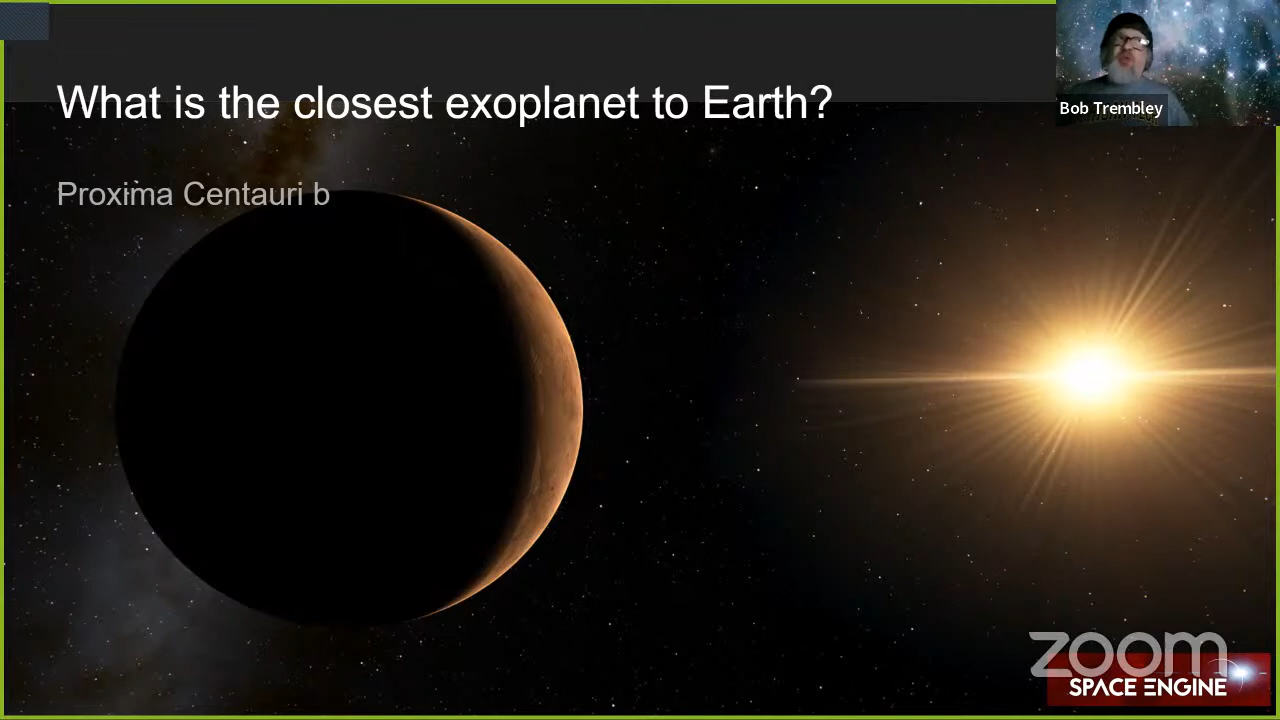 What is the closest exoplanet to Earth?
Bob Trembley
Proxima Centauri b
zoom
SPACE ENGINE